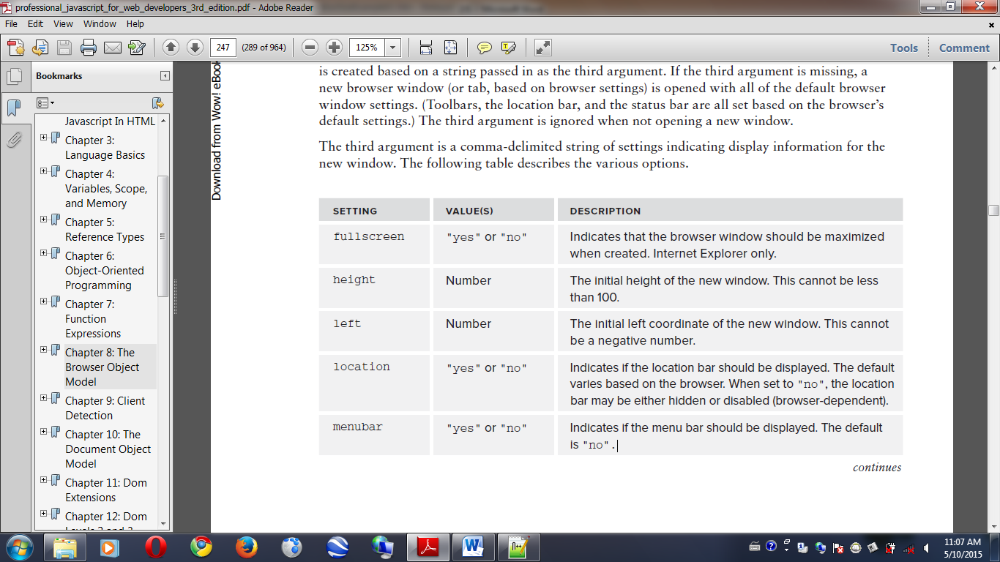 professional_javascript_for_web_developers_3rd_edition.pdf - Adobe Reader
File Edit View Window Help
247 (289 of 964) 125% Tools Comment
Bookmarks
Javascript In HTML
Chapter 3:
Language Basics
Chapter 4:
Variables, Scope,
and Memory
Chapter 5:
Reference Types
Chapter 6:
Object-Oriented
Programming
Chapter 7:
Function
Expressions
Chapter 8: The
Browser Object
Model
Chapter 9: Client
Detection
Chapter 10: The
Document Object
Model
Chapter 11: Dom
Extensions
Chapter 12: Dom
Download from Wow! eBook
is created based on a string passed in as the third argument. If the third argument is missing, a
new browser window (or tab, based on browser settings) is opened with all of the default browser
window settings. (Toolbars, the location bar, and the status bar are all set based on the browser’s
default settings.) The third argument is ignored when not opening a new window.
The third argument is a comma-delimited string of settings indicating display information for the
new window. The following table describes the various options.
SETTING VALUE(S) DESCRIPTION
fullscreen "yes" or "no" Indicates that the browser window should be maximized
when created. Internet Explorer only.
height Number The initial height of the new window. This cannot be less
than 100.
left Number The initial left coordinate of the new window. This cannot
be a negative number.
location "yes" or "no" Indicates if the location bar should be displayed. The default
varies based on the browser. When set to "no", the location
bar may be either hidden or disabled (browser-dependent).
menubar "yes" or "no" Indicates if the menu bar should be displayed. The default
is "no".
continues
11:07 AM
5/10/2015